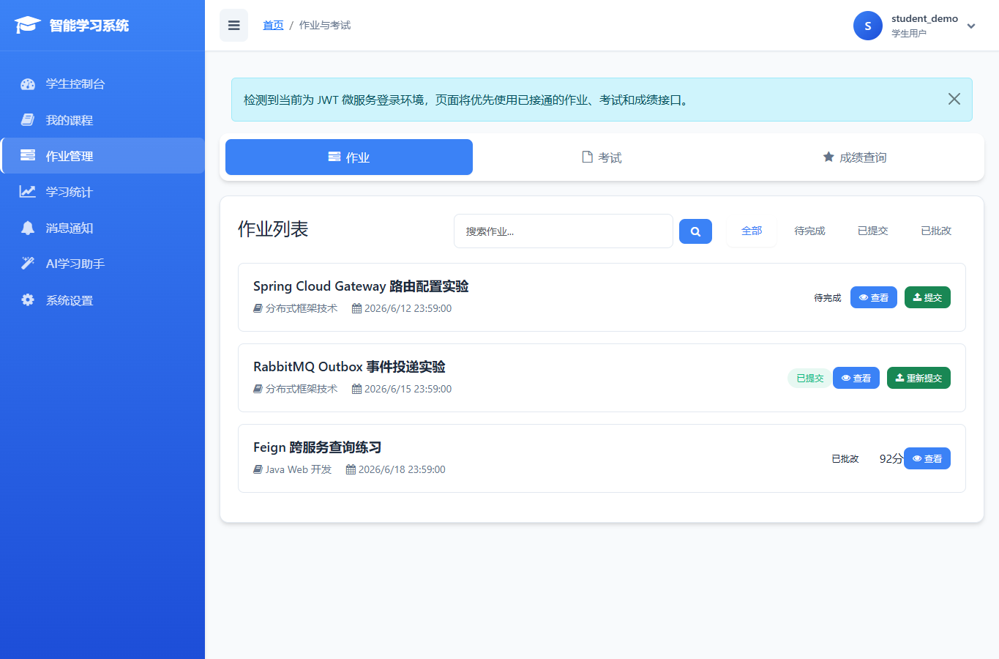 智能学习系统
首页 / 作业与考试
S
student_demo
学生用户
学生控制台
我的课程
作业管理
学习统计
消息通知
AI学习助手
系统设置
检测到当前为 JWT 微服务登录环境，页面将优先使用已接通的作业、考试和成绩接口。
作业
考试
成绩查询
作业列表
搜索作业...
全部
待完成
已提交
已批改
Spring Cloud Gateway 路由配置实验
分布式框架技术 2026/6/12 23:59:00
待完成 查看 提交
RabbitMQ Outbox 事件投递实验
分布式框架技术 2026/6/15 23:59:00
已提交 查看 重新提交
Feign 跨服务查询练习
Java Web 开发 2026/6/18 23:59:00
已批改 92分 查看